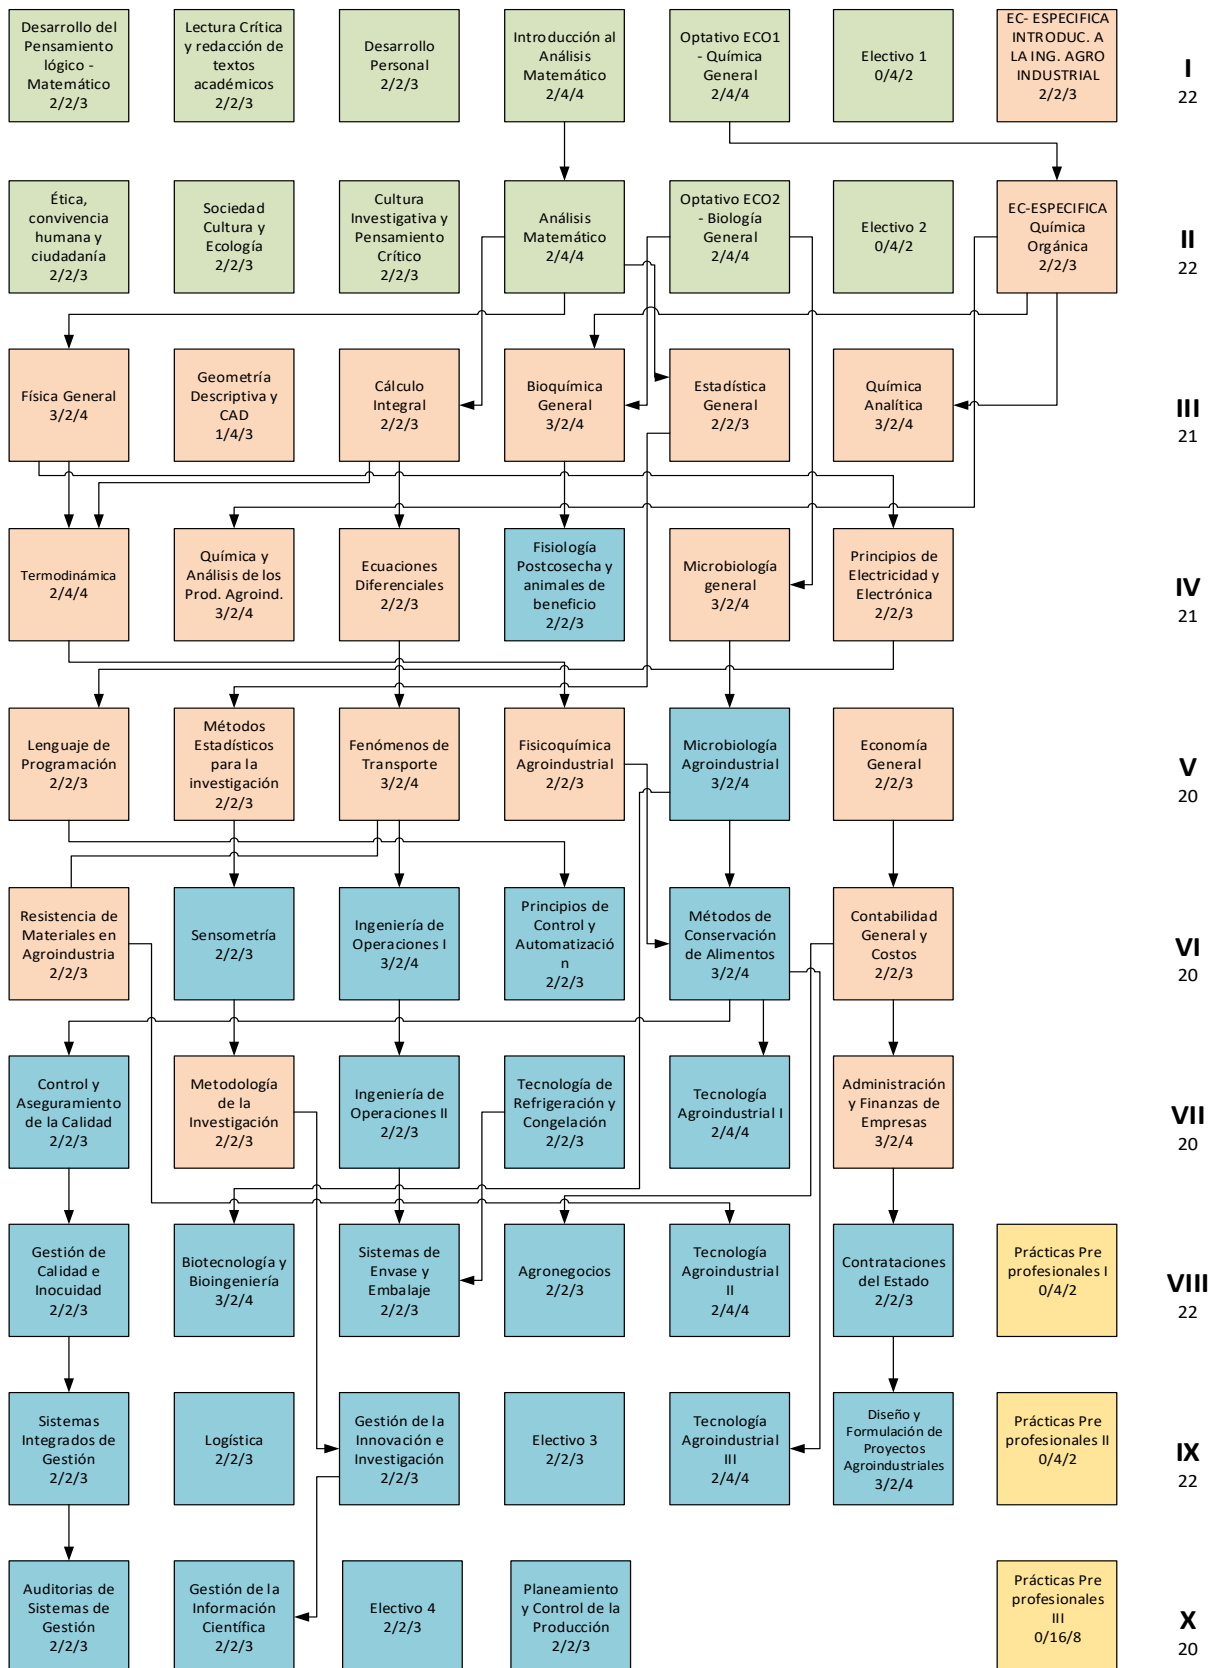 Desarrollo del
Pensamiento
lógico -
Matemático
2/2/3
Lectura Crítica
y redacción de
textos
académicos
2/2/3
Desarrollo
Personal
2/2/3
Introducción al
Análisis
Matemático
2/4/4
Optativo ECO1
- Química
General
2/4/4
Electivo 1
0/4/2
EC- ESPECIFICA
INTRODUC. A
LA ING. AGRO
INDUSTRIAL
2/2/3
I
22
Ética,
convivencia
humana y
ciudadanía
2/2/3
Sociedad
Cultura y
Ecología
2/2/3
Cultura
Investigativa y
Pensamiento
Crítico
2/2/3
Análisis
Matemático
2/4/4
Optativo ECO2
- Biología
General
2/4/4
Electivo 2
0/4/2
EC-ESPECIFICA
Química
Orgánica
2/2/3
II
22
Física General
3/2/4
Geometría
Descriptiva y
CAD
1/4/3
Cálculo
Integral
2/2/3
Bioquímica
General
3/2/4
Estadística
General
2/2/3
Química
Analítica
3/2/4
III
21
Termodinámica
2/4/4
Química y
Análisis de los
Prod. Agroind.
3/2/4
Ecuaciones
Diferenciales
2/2/3
Fisiología
Postcosecha y
animales de
beneficio
2/2/3
Microbiología
general
3/2/4
Principios de
Electricidad y
Electrónica
2/2/3
IV
21
Lenguaje de
Programación
2/2/3
Métodos
Estadísticos
para la
investigación
2/2/3
Fenómenos de
Transporte
3/2/4
Fisicoquímica
Agroindustrial
2/2/3
Microbiología
Agroindustrial
3/2/4
Economía
General
2/2/3
V
20
Resistencia de
Materiales en
Agroindustria
2/2/3
Sensometría
2/2/3
Ingeniería de
Operaciones I
3/2/4
Principios de
Control y
Automatizació
n
2/2/3
Métodos de
Conservación
de Alimentos
3/2/4
Contabilidad
General y
Costos
2/2/3
VI
20
Control y
Aseguramiento
de la Calidad
2/2/3
Metodología
de la
Investigación
2/2/3
Ingeniería de
Operaciones II
2/2/3
Tecnología de
Refrigeración y
Congelación
2/2/3
Tecnología
Agroindustrial I
2/4/4
Administración
y Finanzas de
Empresas
3/2/4
VII
20
Gestión de
Calidad e
Inocuidad
2/2/3
Biotecnología y
Bioingeniería
3/2/4
Sistemas de
Envase y
Embalaje
2/2/3
Agronegocios
2/2/3
Tecnología
Agroindustrial
II
2/4/4
Contrataciones
del Estado
2/2/3
Prácticas Pre
profesionales I
0/4/2
VIII
22
Sistemas
Integrados de
Gestión
2/2/3
Logística
2/2/3
Gestión de la
Innovación e
Investigación
2/2/3
Electivo 3
2/2/3
Tecnología
Agroindustrial
III
2/4/4
Diseño y
Formulación de
Proyectos
Agroindustriales
3/2/4
Prácticas Pre
profesionales II
0/4/2
IX
22
Auditorias de
Sistemas de
Gestión
2/2/3
Gestión de la
Información
Científica
2/2/3
Electivo 4
2/2/3
Planeamiento
y Control de la
Producción
2/2/3
Prácticas Pre
profesionales
III
0/16/8
X
20